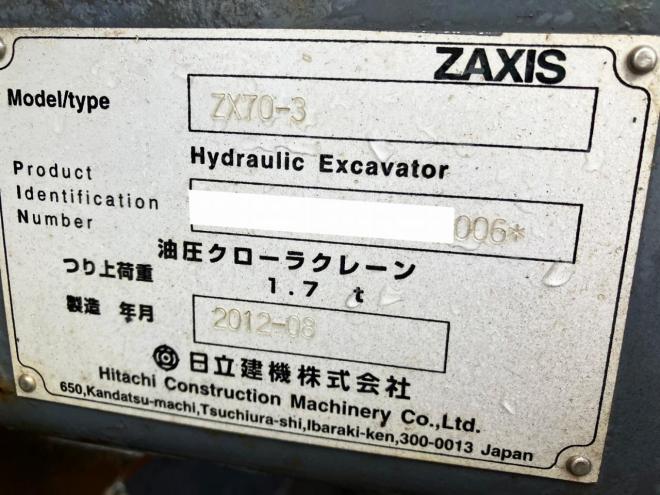 ZAXIS
Model/type ZX70-3
Hydraulic Excavator
Product
Identification
Number 006*
油圧クローラクレーン
つり上荷重 1.7 t
製造 年月 2012-08
日立建機株式会社
Hitachi Construction Machinery Co.,Ltd.
650,Kandatsu-machi,Tsuchiura-shi,Ibaraki-ken,300-0013 Japan